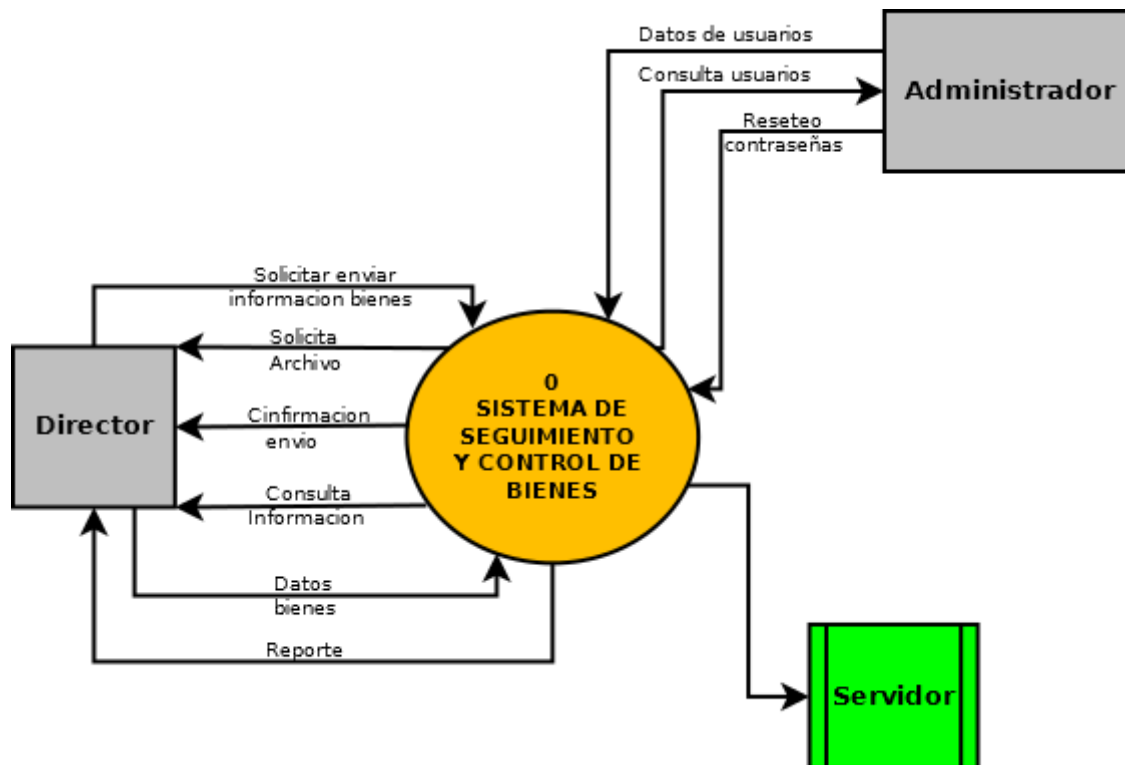 Datos de usuarios
Consulta usuarios
Administrador
Reseteo
contraseñas
Solicitar enviar
informacion bienes
Solicita
Archivo
Director
Cinfirmacion
envio
Consulta
Informacion
Datos
bienes
Reporte
0
SISTEMA DE
SEGUIMIENTO
Y CONTROL DE
BIENES
Servidor